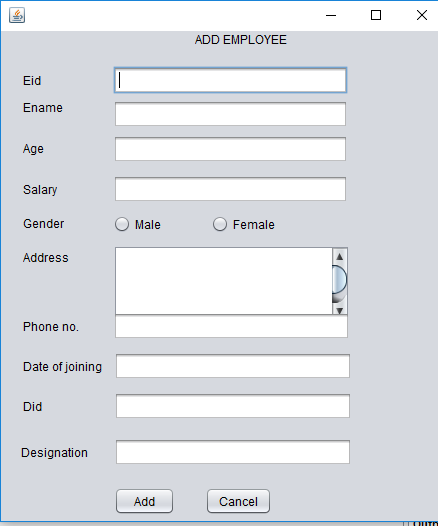 ADD EMPLOYEE
Eid
Ename
Age
Salary
Gender Male Female
Address
Phone no.
Date of joining
Did
Designation
Add Cancel